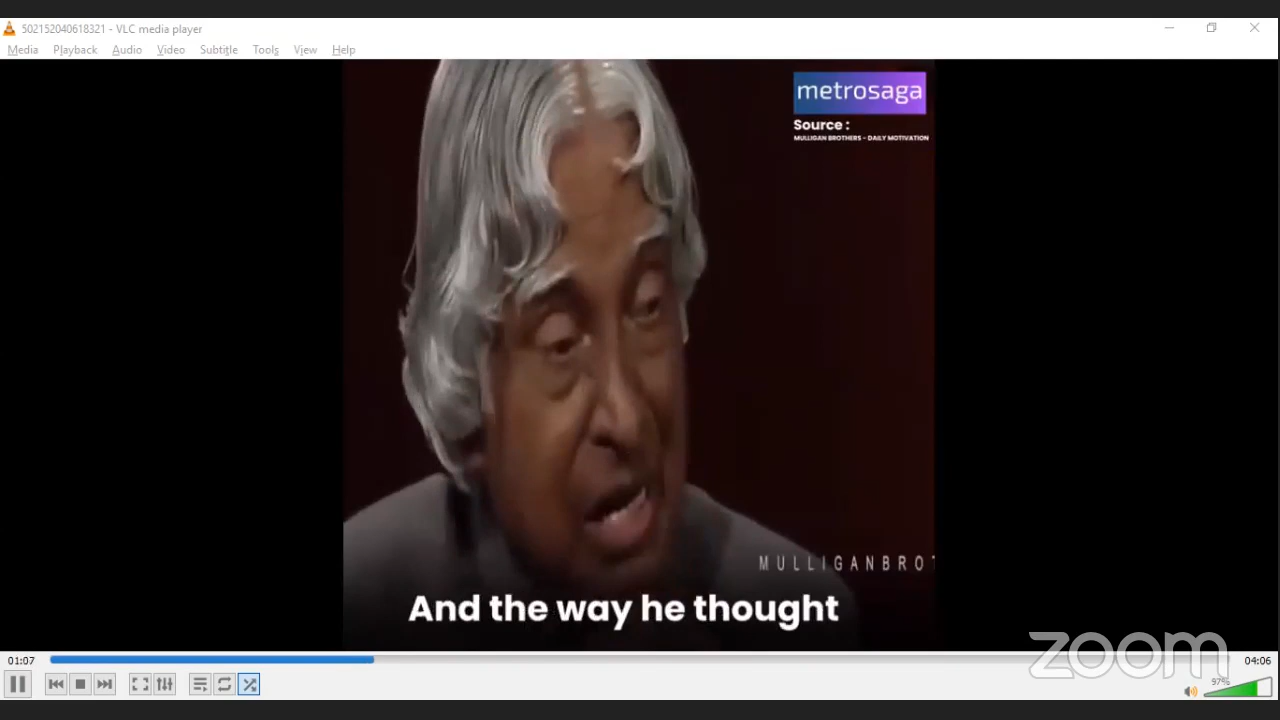 502152040618321 - VLC media player
Media Playback Audio Video Subtitle Tools View Help
metrosaga
Source :
MULLIGAN BROTHERS - DAILY MOTIVATION
MULLIGANBROT
And the way he thought
zoom
01:07
04:06
97%